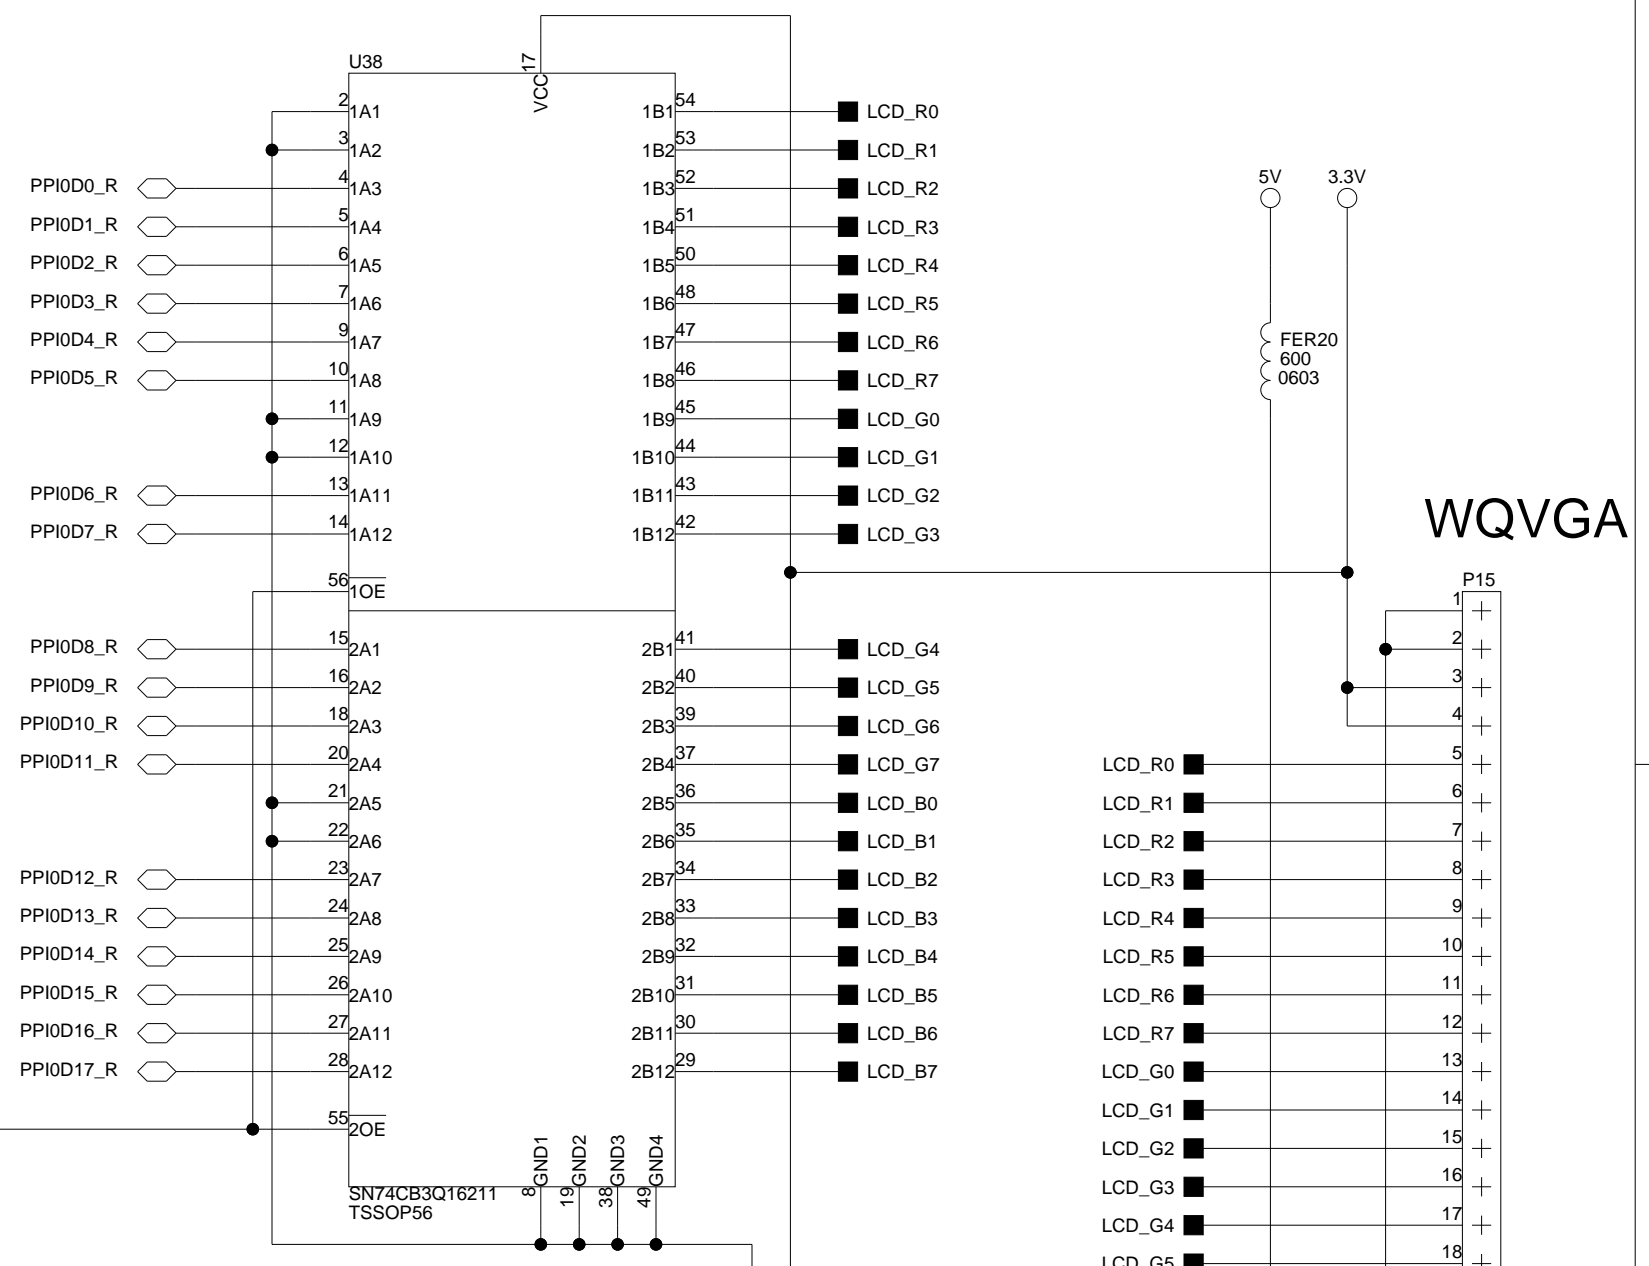 U38
17
VCC
2 1A1 1B1 54 LCD_R0
3 1A2 1B2 53 LCD_R1
PPI0D0_R 4 1A3 1B3 52 LCD_R2
PPI0D1_R 5 1A4 1B4 51 LCD_R3
PPI0D2_R 6 1A5 1B5 50 LCD_R4
PPI0D3_R 7 1A6 1B6 48 LCD_R5
PPI0D4_R 9 1A7 1B7 47 LCD_R6
PPI0D5_R 10 1A8 1B8 46 LCD_R7
11 1A9 1B9 45 LCD_G0
12 1A10 1B10 44 LCD_G1
PPI0D6_R 13 1A11 1B11 43 LCD_G2
PPI0D7_R 14 1A12 1B12 42 LCD_G3
56 1OE
PPI0D8_R 15 2A1 2B1 41 LCD_G4
PPI0D9_R 16 2A2 2B2 40 LCD_G5
PPI0D10_R 18 2A3 2B3 39 LCD_G6
PPI0D11_R 20 2A4 2B4 37 LCD_G7
21 2A5 2B5 36 LCD_B0
22 2A6 2B6 35 LCD_B1
PPI0D12_R 23 2A7 2B7 34 LCD_B2
PPI0D13_R 24 2A8 2B8 33 LCD_B3
PPI0D14_R 25 2A9 2B9 32 LCD_B4
PPI0D15_R 26 2A10 2B10 31 LCD_B5
PPI0D16_R 27 2A11 2B11 30 LCD_B6
PPI0D17_R 28 2A12 2B12 29 LCD_B7
55 2OE
8 GND1
19 GND2
38 GND3
49 GND4
SN74CB3Q16211
TSSOP56
5V 3.3V
FER20
600
0603
WQVGA
P15
1
2
3
4
LCD_R0 5
LCD_R1 6
LCD_R2 7
LCD_R3 8
LCD_R4 9
LCD_R5 10
LCD_R6 11
LCD_R7 12
LCD_G0 13
LCD_G1 14
LCD_G2 15
LCD_G3 16
LCD_G4 17
LCD_G5 18